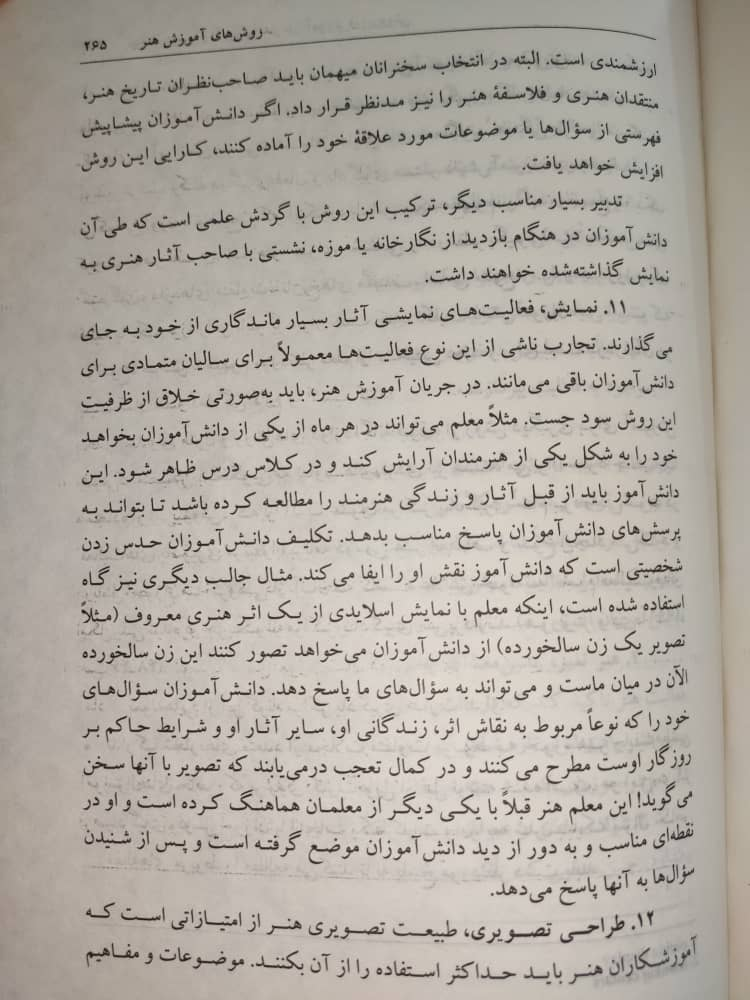 روش‌های آموزش هنر ۲۶۵
ارزشمندی است. البته در انتخاب سخنرانان میهمان باید صاحب‌نظران تاریخ هنر،
منتقدان هنری و فلاسفهٔ هنر را نیز مدنظر قرار داد. اگر دانش‌آموزان پیشاپیش
فهرستی از سؤال‌ها یا موضوعات مورد علاقهٔ خود را آماده کنند، کارایی این روش
افزایش خواهد یافت.
تدبیر بسیار مناسب دیگر، ترکیب این روش با گردش علمی است که طی آن
دانش‌آموزان در هنگام بازدید از نگارخانه یا موزه، نشستی با صاحب آثار هنری به
نمایش گذاشته‌شده خواهند داشت.
۱۱. نمایش، فعالیت‌های نمایشی آثار بسیار ماندگاری از خود به جای
می‌گذارند. تجارب ناشی از این نوع فعالیت‌ها معمولاً برای سالیان متمادی برای
دانش‌آموزان باقی می‌مانند. در جریان آموزش هنر، باید به‌صورتی خلاق از ظرفیت
این روش سود جست. مثلاً معلم می‌تواند در هر ماه از یکی از دانش‌آموزان بخواهد
خود را به شکل یکی از هنرمندان آرایش کند و در کلاس درس ظاهر شود. این
دانش‌آموز باید از قبل آثار و زندگی هنرمند را مطالعه کرده باشد تا بتواند به
پرسش‌های دانش‌آموزان پاسخ مناسب بدهد. تکلیف دانش‌آموزان حدس زدن
شخصیتی است که دانش‌آموز نقش او را ایفا می‌کند. مثال جالب دیگری نیز گاه
استفاده شده است، اینکه معلم با نمایش اسلایدی از یک اثر هنری معروف (مثلاً
تصویر یک زن سالخورده) از دانش‌آموزان می‌خواهد تصور کنند این زن سالخورده
الآن در میان ماست و می‌تواند به سؤال‌های ما پاسخ دهد. دانش‌آموزان سؤال‌های
خود را که نوعاً مربوط به نقاش اثر، زندگانی او، سایر آثار او و شرایط حاکم بر
روزگار اوست مطرح می‌کنند و در کمال تعجب درمی‌یابند که تصویر با آنها سخن
می‌گوید! این معلم هنر قبلاً با یکی دیگر از معلمان هماهنگ کرده است و او در
نقطه‌ای مناسب و به دور از دید دانش‌آموزان موضع گرفته است و پس از شنیدن
سؤال‌ها به آنها پاسخ می‌دهد.
۱۲. طراحی تصویری، طبیعت تصویری هنر از امتیازاتی است که
آموزشکاران هنر باید حداکثر استفاده را از آن بکنند. موضوعات و مفاهیم